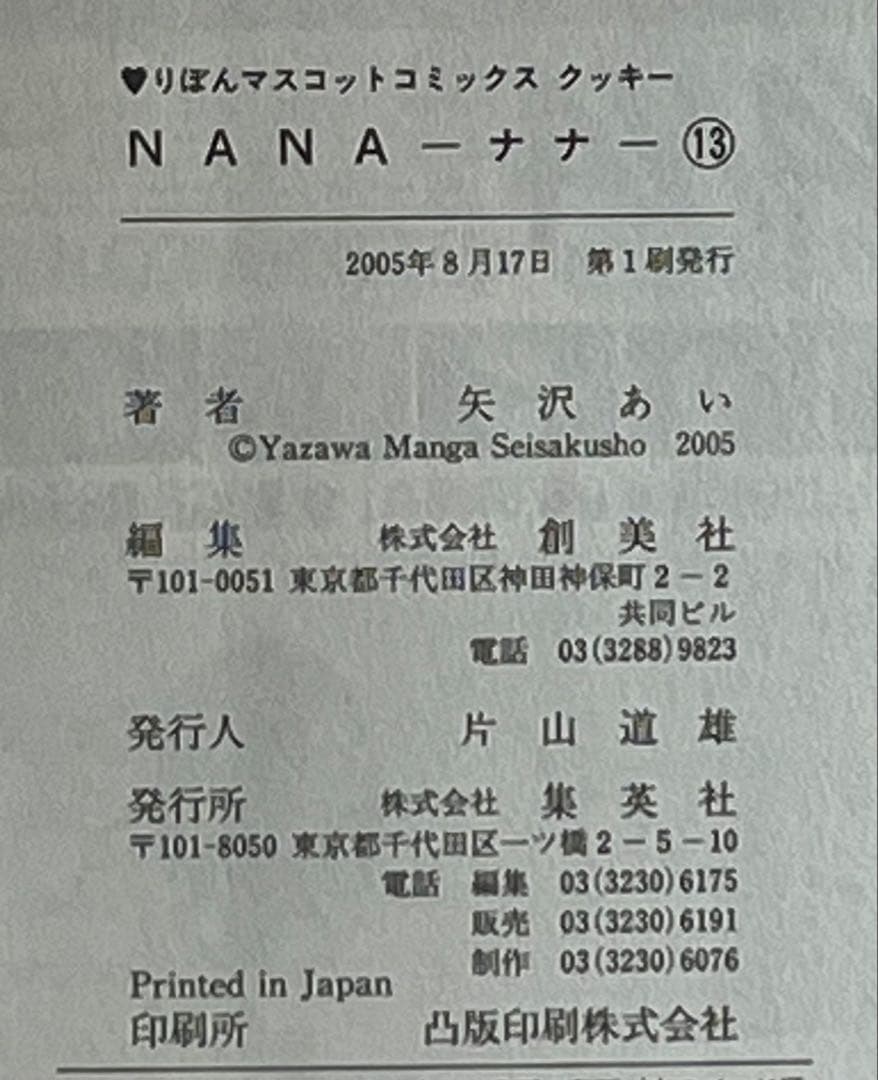 ♥りぼんマスコットコミックス クッキー
NANA―ナナ―⑬
2005年8月17日 第1刷発行
著者 矢沢あい
©Yazawa Manga Seisakusho 2005
編集 株式会社 創美社
〒101-0051 東京都千代田区神田神保町2－2
共同ビル
電話 03(3288)9823
発行人 片山道雄
発行所 株式会社 集英社
〒101-8050 東京都千代田区一ツ橋2－5－10
電話 編集 03(3230)6175
販売 03(3230)6191
制作 03(3230)6076
Printed in Japan
印刷所 凸版印刷株式会社